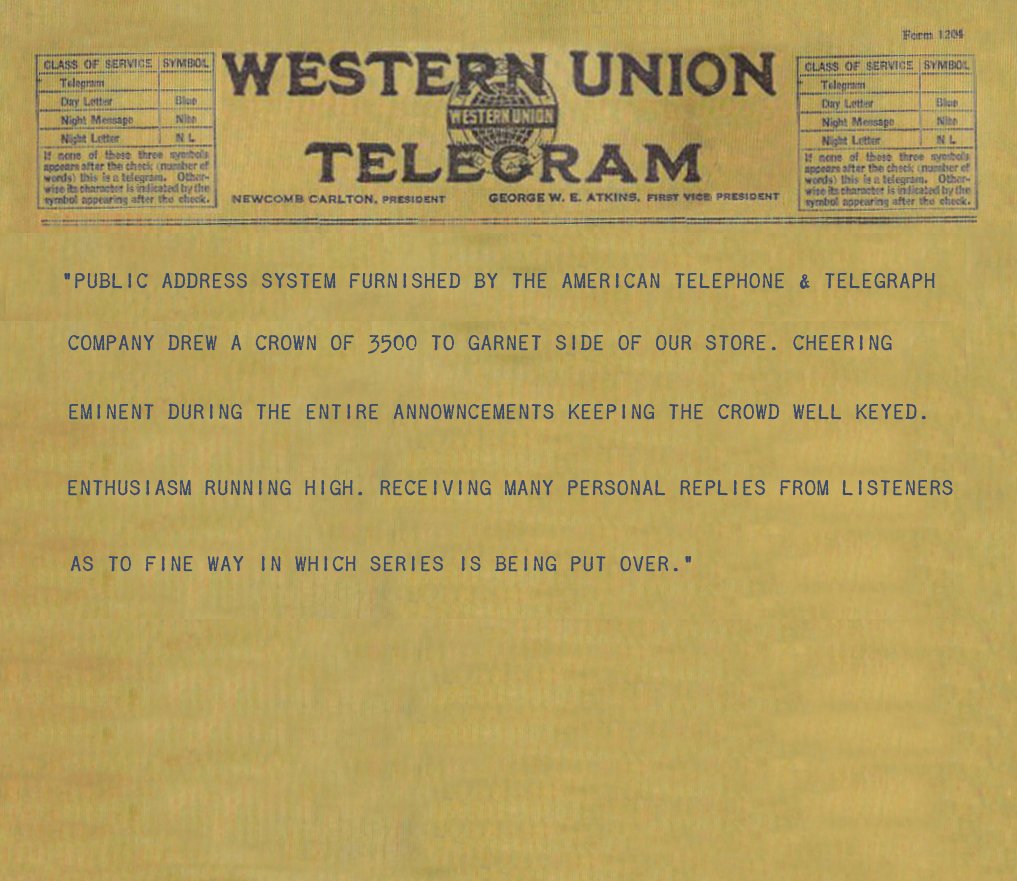 Form 1204
CLASS OF SERVICE SYMBOL
Telegram
Day Letter Blue
Night Message Nite
Night Letter N L
If none of these three symbols
appears after the check (number of
words) this is a telegram. Other-
wise its character is indicated by the
symbol appearing after the check.
WESTERN UNION
WESTERN UNION
TELEGRAM
NEWCOMB CARLTON, PRESIDENT GEORGE W. E. ATKINS, FIRST VICE PRESIDENT
CLASS OF SERVICE SYMBOL
Telegram
Day Letter Blue
Night Message Nite
Night Letter N L
If none of these three symbols
appears after the check (number of
words) this is a telegram. Other-
wise its character is indicated by the
symbol appearing after the check.
"PUBLIC ADDRESS SYSTEM FURNISHED BY THE AMERICAN TELEPHONE & TELEGRAPH
COMPANY DREW A CROWN OF 3500 TO GARNET SIDE OF OUR STORE. CHEERING
EMINENT DURING THE ENTIRE ANNOWNCEMENTS KEEPING THE CROWD WELL KEYED.
ENTHUSIASM RUNNING HIGH. RECEIVING MANY PERSONAL REPLIES FROM LISTENERS
AS TO FINE WAY IN WHICH SERIES IS BEING PUT OVER."